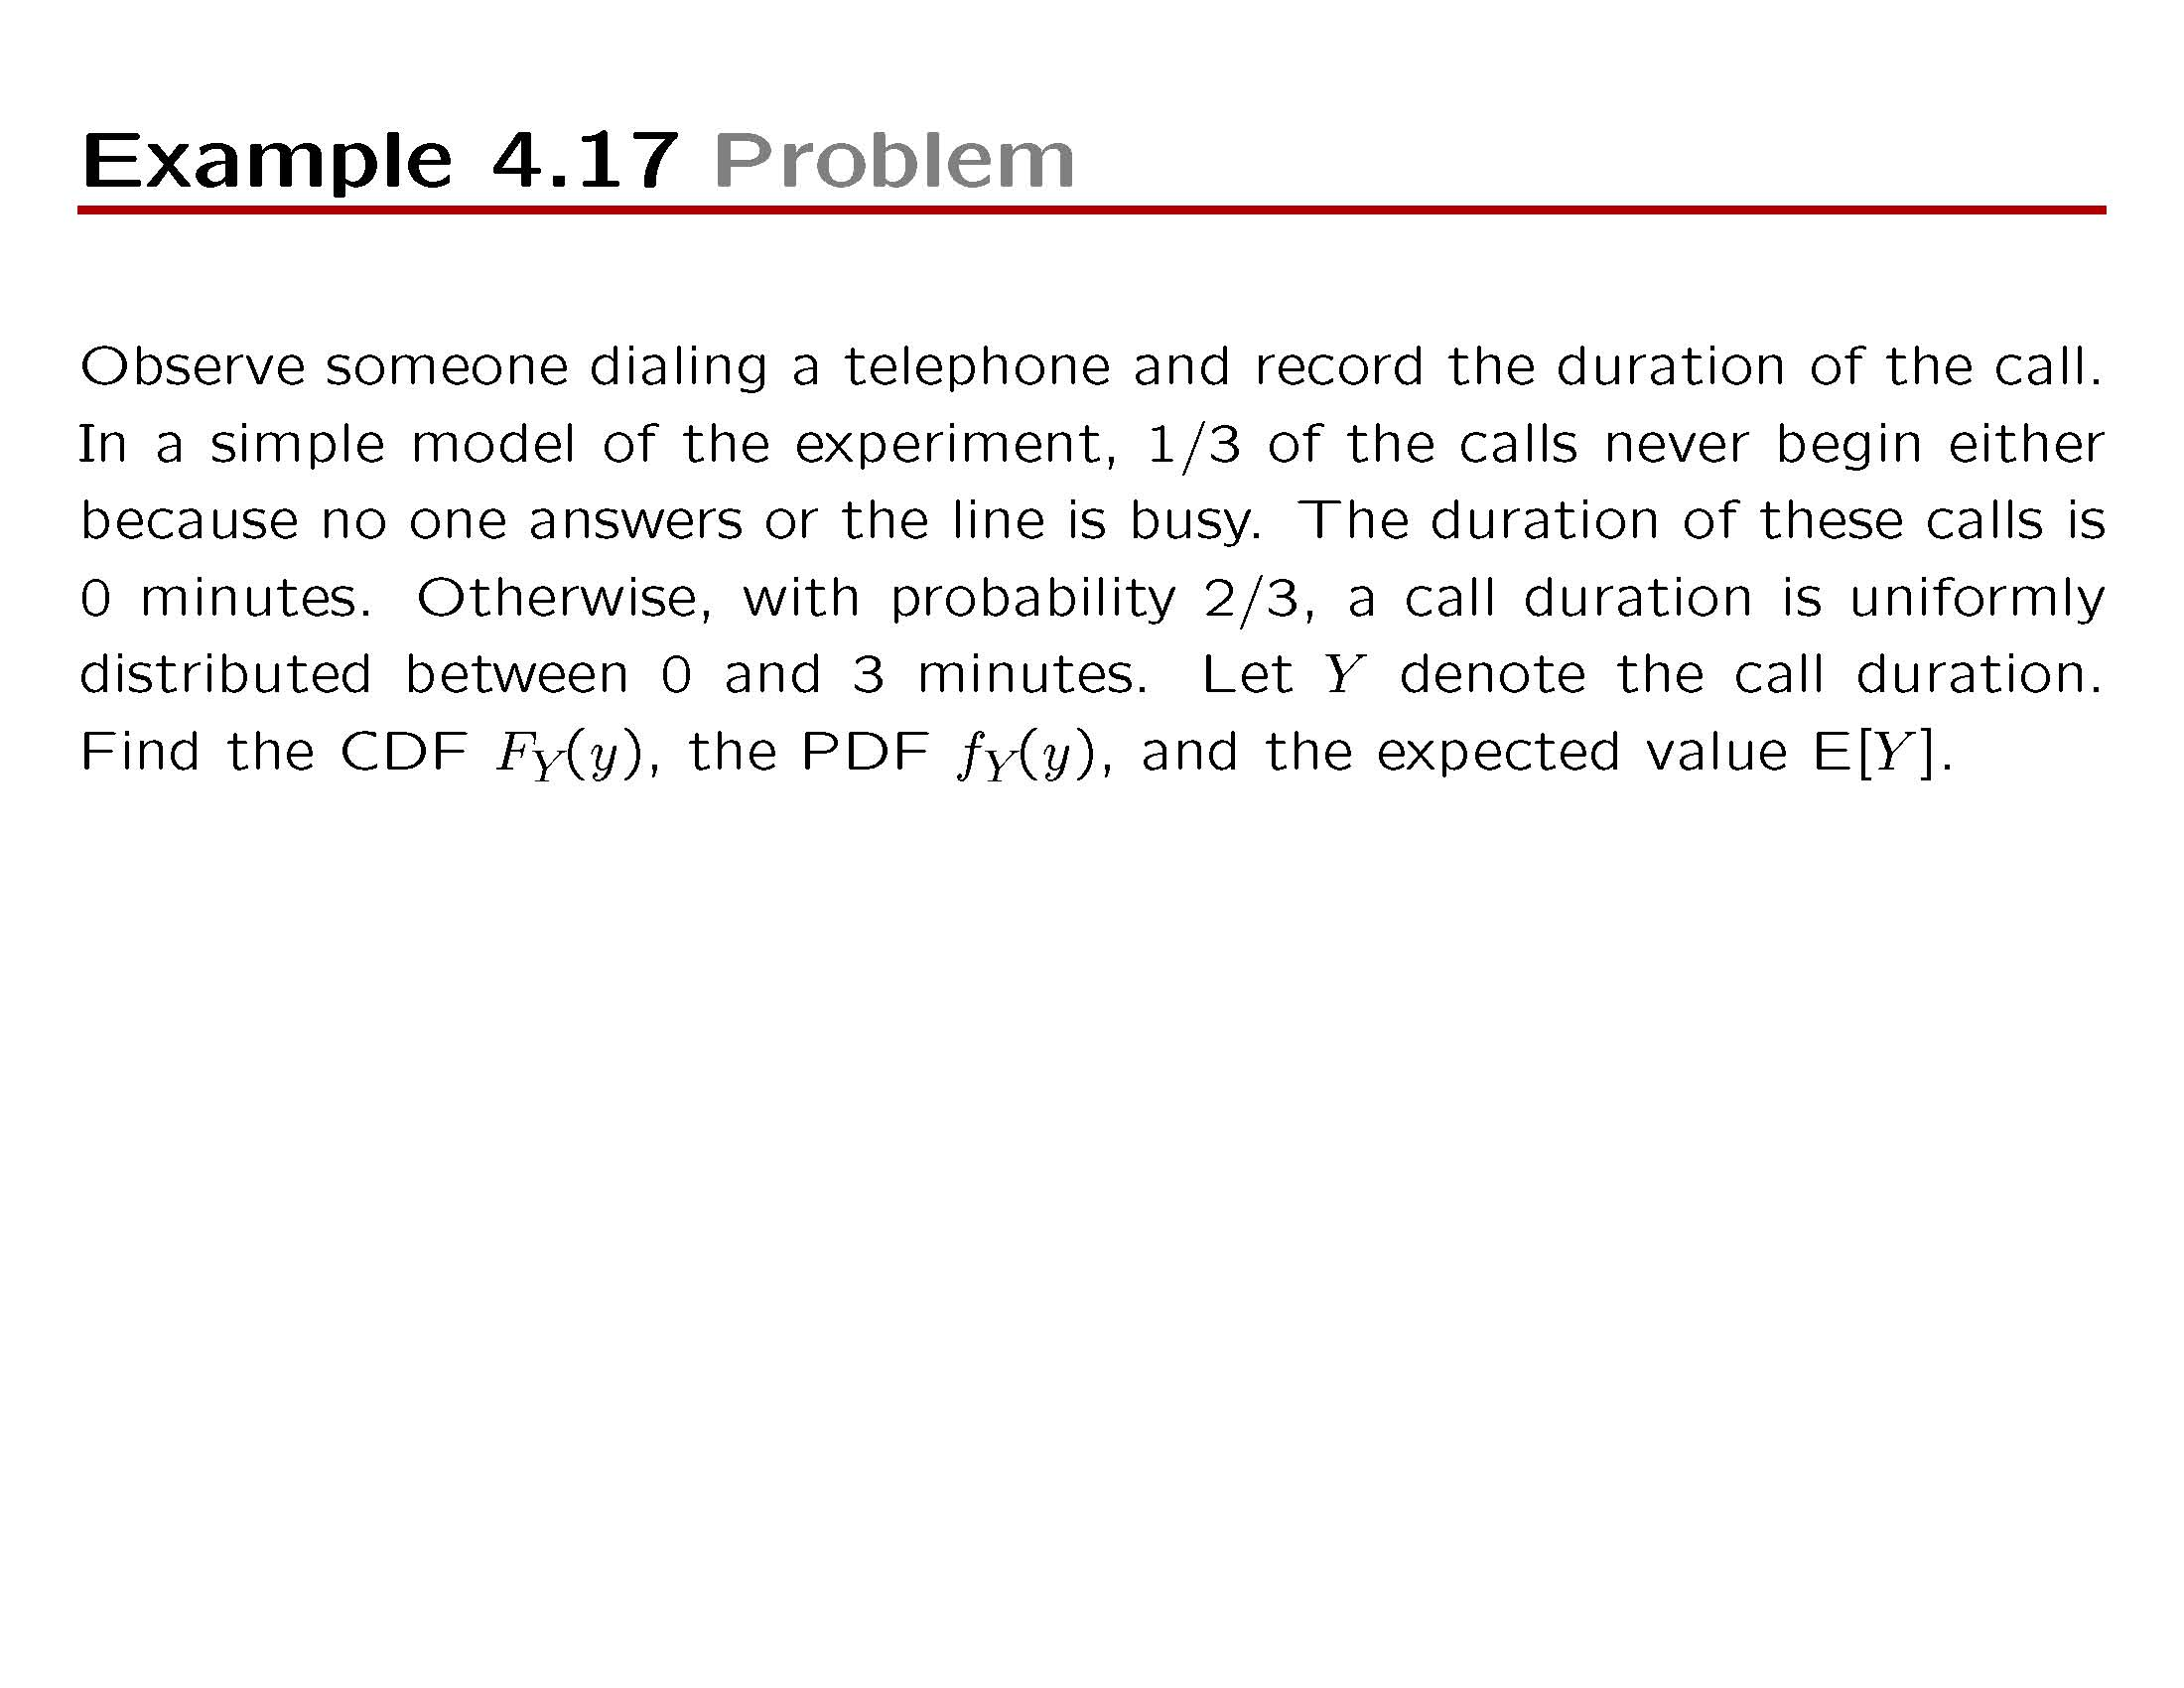 Example 4.17 Problem
Observe someone dialing a telephone and record the duration of the call.
In a simple model of the experiment, 1/3 of the calls never begin either
because no one answers or the line is busy. The duration of these calls is
0 minutes. Otherwise, with probability 2/3, a call duration is uniformly
distributed between 0 and 3 minutes. Let Y denote the call duration.
Find the CDF F_Y(y), the PDF f_Y(y), and the expected value E[Y].